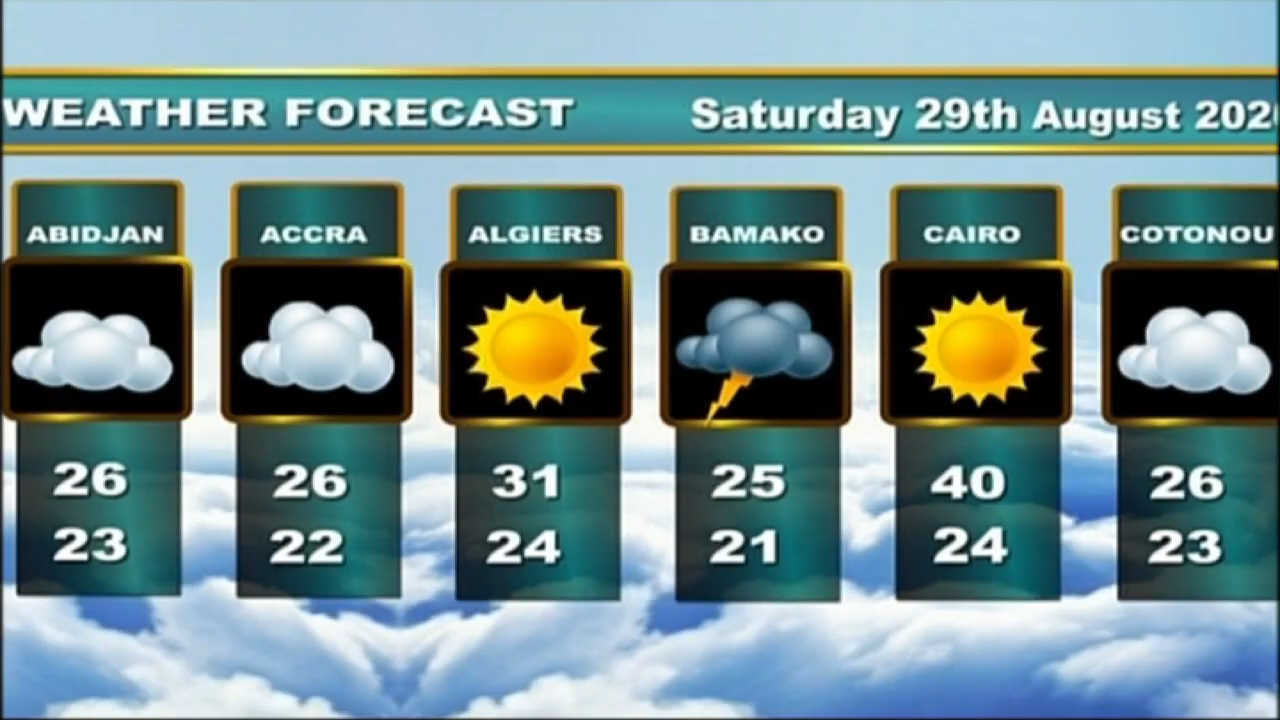 WEATHER FORECAST Saturday 29th August 2020
ABIDJAN ACCRA ALGIERS BAMAKO CAIRO COTONOU
26 26 31 25 40 26
23 22 24 21 24 23